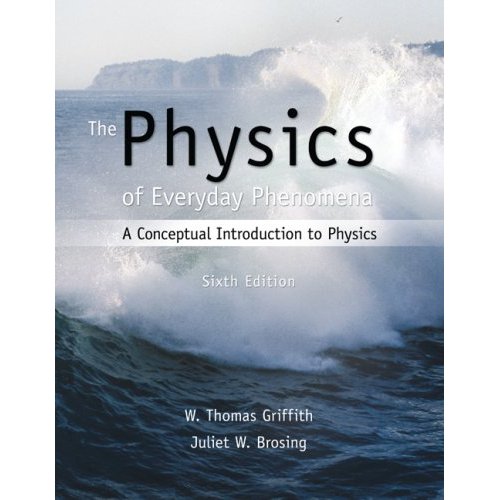 The
Physics
of Everyday Phenomena
A Conceptual Introduction to Physics
Sixth Edition
W. Thomas Griffith
Juliet W. Brosing